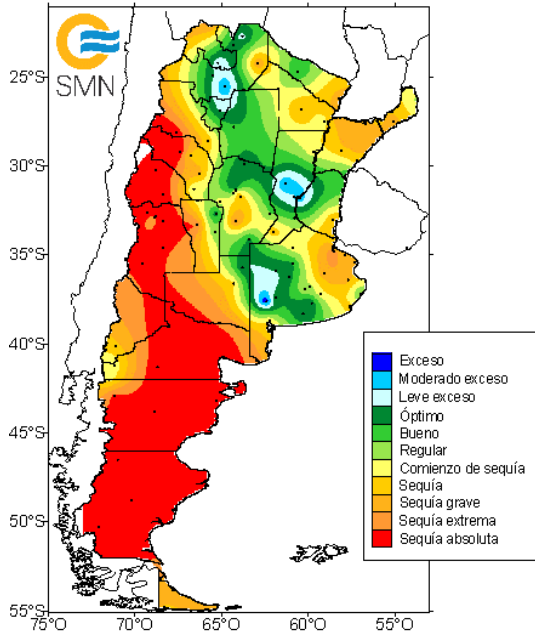 SMN
25°S
30°S
35°S
40°S
45°S
50°S
55°S
75°O 70°O 65°O 60°O 55°O
Exceso
Moderado exceso
Leve exceso
Óptimo
Bueno
Regular
Comienzo de sequía
Sequía
Sequía grave
Sequía extrema
Sequía absoluta